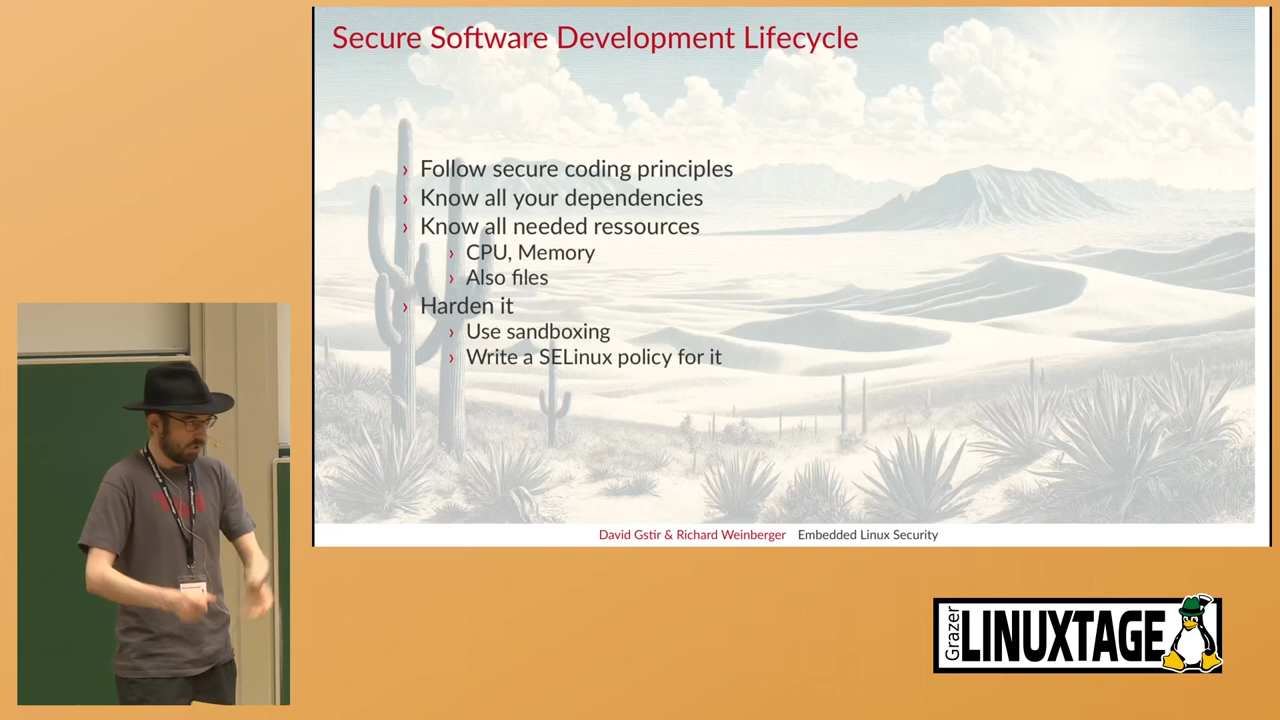 Secure Software Development Lifecycle
› Follow secure coding principles
› Know all your dependencies
› Know all needed ressources
› CPU, Memory
› Also files
› Harden it
› Use sandboxing
› Write a SELinux policy for it
David Gstir & Richard Weinberger Embedded Linux Security
Grazer
LINUXTAGE